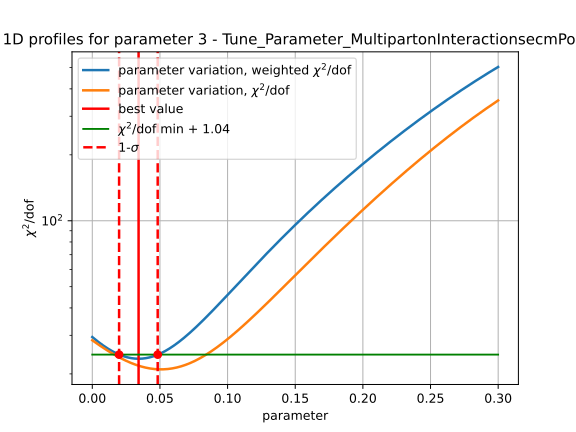 1D profiles for parameter 3 - Tune_Parameter_MultipartonInteractionsecmPo
parameter variation, weighted χ²/dof
parameter variation, χ²/dof
best value
χ²/dof min + 1.04
1-σ
χ²/dof
10²
0.00 0.05 0.10 0.15 0.20 0.25 0.30
parameter